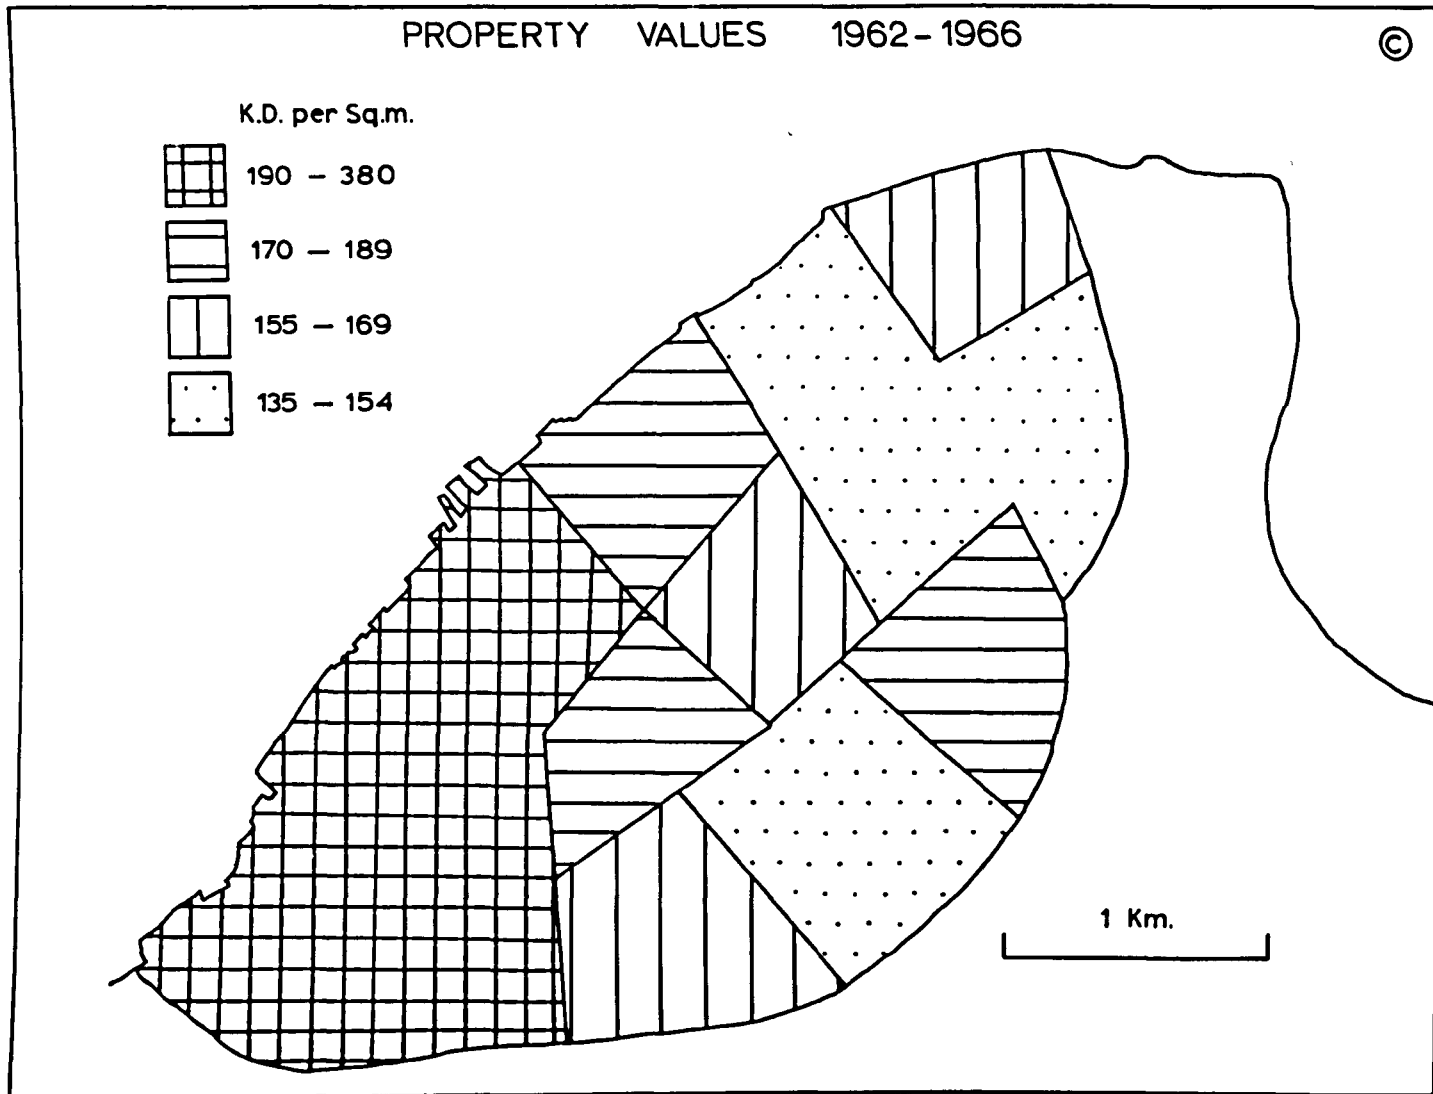 PROPERTY VALUES 1962-1966
©
K.D. per Sq.m.
190 — 380
170 — 189
155 — 169
135 — 154
1 Km.